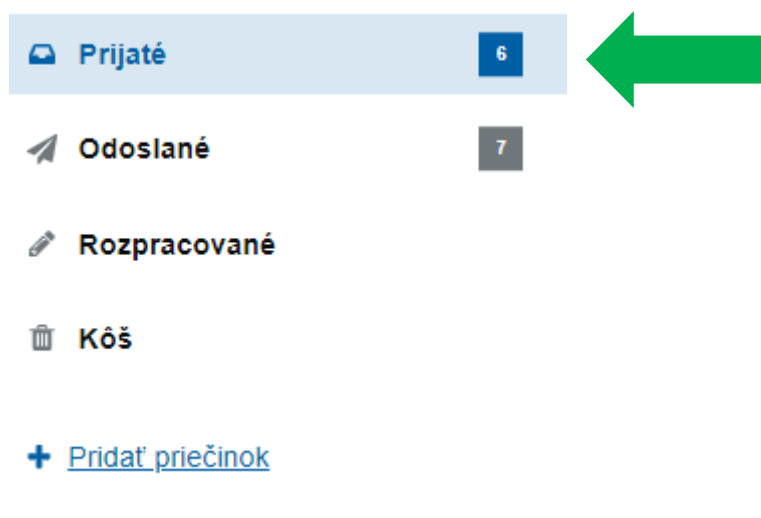 Prijaté 6
Odoslané 7
Rozpracované
Kôš
Pridať priečinok